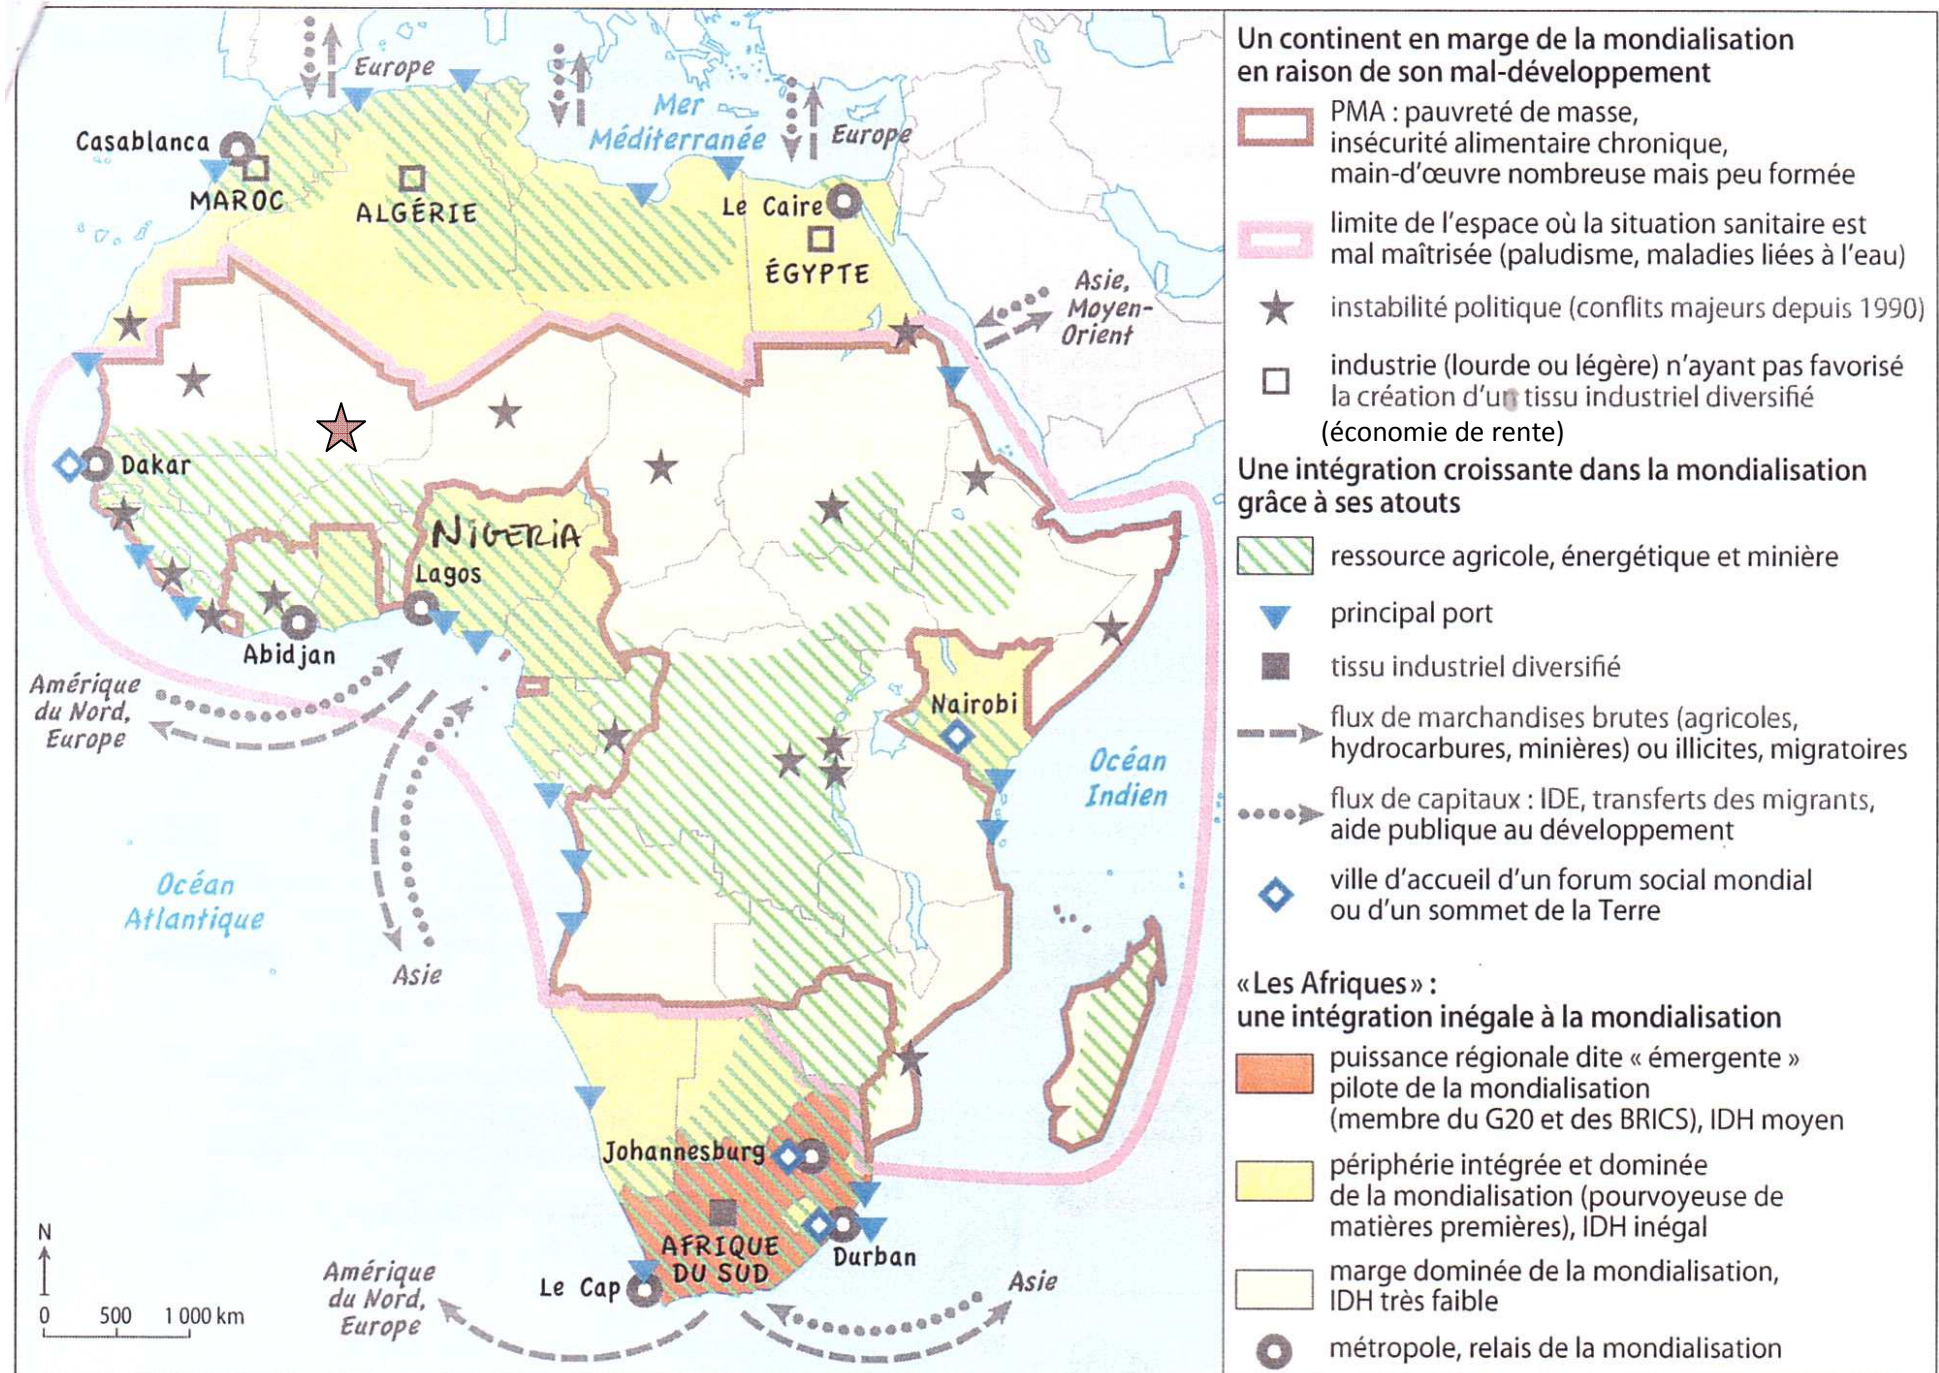 Europe
Mer
Méditerranée
Europe
Casablanca
MAROC
ALGÉRIE
Le Caire
ÉGYPTE
Asie,
Moyen-
Orient
Dakar
NIGERIA
Lagos
Abidjan
Amérique
du Nord,
Europe
Nairobi
Océan
Indien
Océan
Atlantique
Asie
Johannesburg
AFRIQUE
DU SUD
Durban
Le Cap
Amérique
du Nord,
Europe
Asie
N
0 500 1 000 km
Un continent en marge de la mondialisation
en raison de son mal-développement
PMA : pauvreté de masse,
insécurité alimentaire chronique,
main-d'œuvre nombreuse mais peu formée
limite de l'espace où la situation sanitaire est
mal maîtrisée (paludisme, maladies liées à l'eau)
instabilité politique (conflits majeurs depuis 1990)
industrie (lourde ou légère) n'ayant pas favorisé
la création d'un tissu industriel diversifié
(économie de rente)
Une intégration croissante dans la mondialisation
grâce à ses atouts
ressource agricole, énergétique et minière
principal port
tissu industriel diversifié
flux de marchandises brutes (agricoles,
hydrocarbures, minières) ou illicites, migratoires
flux de capitaux : IDE, transferts des migrants,
aide publique au développement
ville d'accueil d'un forum social mondial
ou d'un sommet de la Terre
« Les Afriques » :
une intégration inégale à la mondialisation
puissance régionale dite « émergente »
pilote de la mondialisation
(membre du G20 et des BRICS), IDH moyen
périphérie intégrée et dominée
de la mondialisation (pourvoyeuse de
matières premières), IDH inégal
marge dominée de la mondialisation,
IDH très faible
métropole, relais de la mondialisation